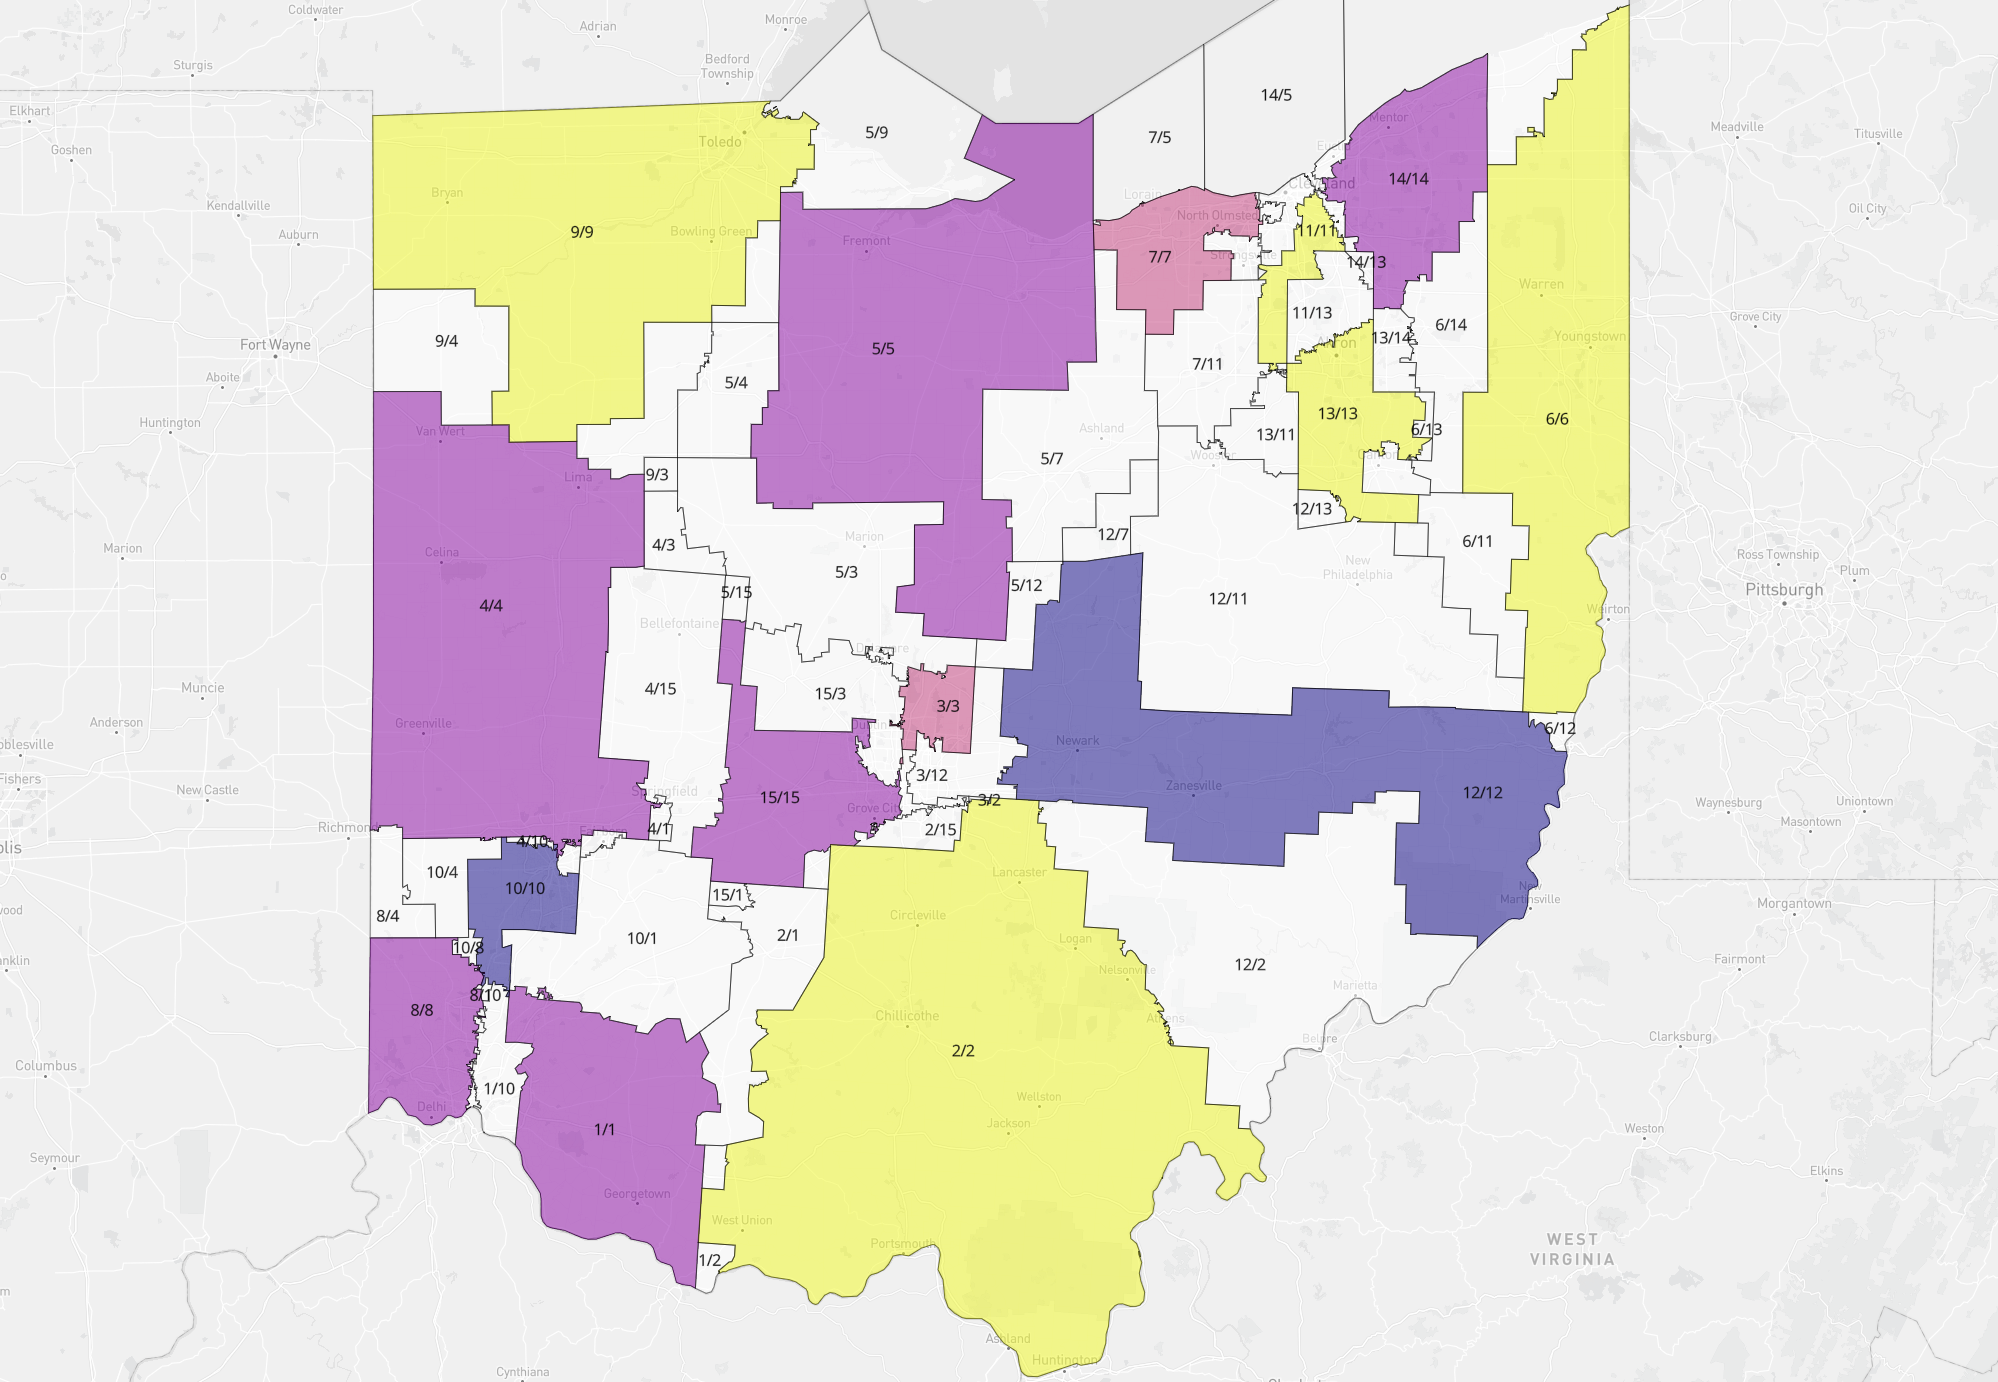 Coldwater
Monroe
Adrian
Bedford
Township
Sturgis
Elkhart
Goshen
Kendallville
Auburn
Toledo
Bryan
Bowling Green
9/9
5/9
7/5
14/5
Mentor
Euclid
Cleveland
14/14
Meadville
Titusville
Oil City
Lorain
North Olmsted
Strongsville
7/7
11/11
14/13
11/13
13/14
6/14
Akron
Warren
Youngstown
Grove City
Butler
Fremont
5/5
9/4
5/4
Fort Wayne
Aboite
Huntington
Van Wert
Lima
9/3
4/3
Ashland
5/7
7/11
Wooster
13/11
13/13
6/13
Canton
6/6
12/13
12/7
6/11
Marion
Marion
5/3
5/12
5/15
New
Philadelphia
12/11
Ross Township
Plum
Pittsburgh
Weirton
Celina
4/4
Bellefontaine
Delaware
4/15
15/3
3/3
Dublin
Muncie
Anderson
Greenville
Noblesville
Fishers
New Castle
Richmond
Springfield
4/1
Fairborn
4/10
15/15
Grove City
3/12
3/2
2/15
Newark
Zanesville
12/12
6/12
Waynesburg
Uniontown
Masontown
Morgantown
New
Martinsville
Fairmont
10/4
8/4
10/10
10/8
8/10
10/1
15/1
2/1
Lancaster
Circleville
Logan
Nelsonville
12/2
Marietta
Athens
Belpre
Clarksburg
Franklin
Columbus
Seymour
8/8
Delhi
1/10
1/1
Georgetown
1/2
Chillicothe
2/2
Wellston
Jackson
West Union
Portsmouth
Ashland
Huntington
Cynthiana
Weston
Elkins
WEST
VIRGINIA